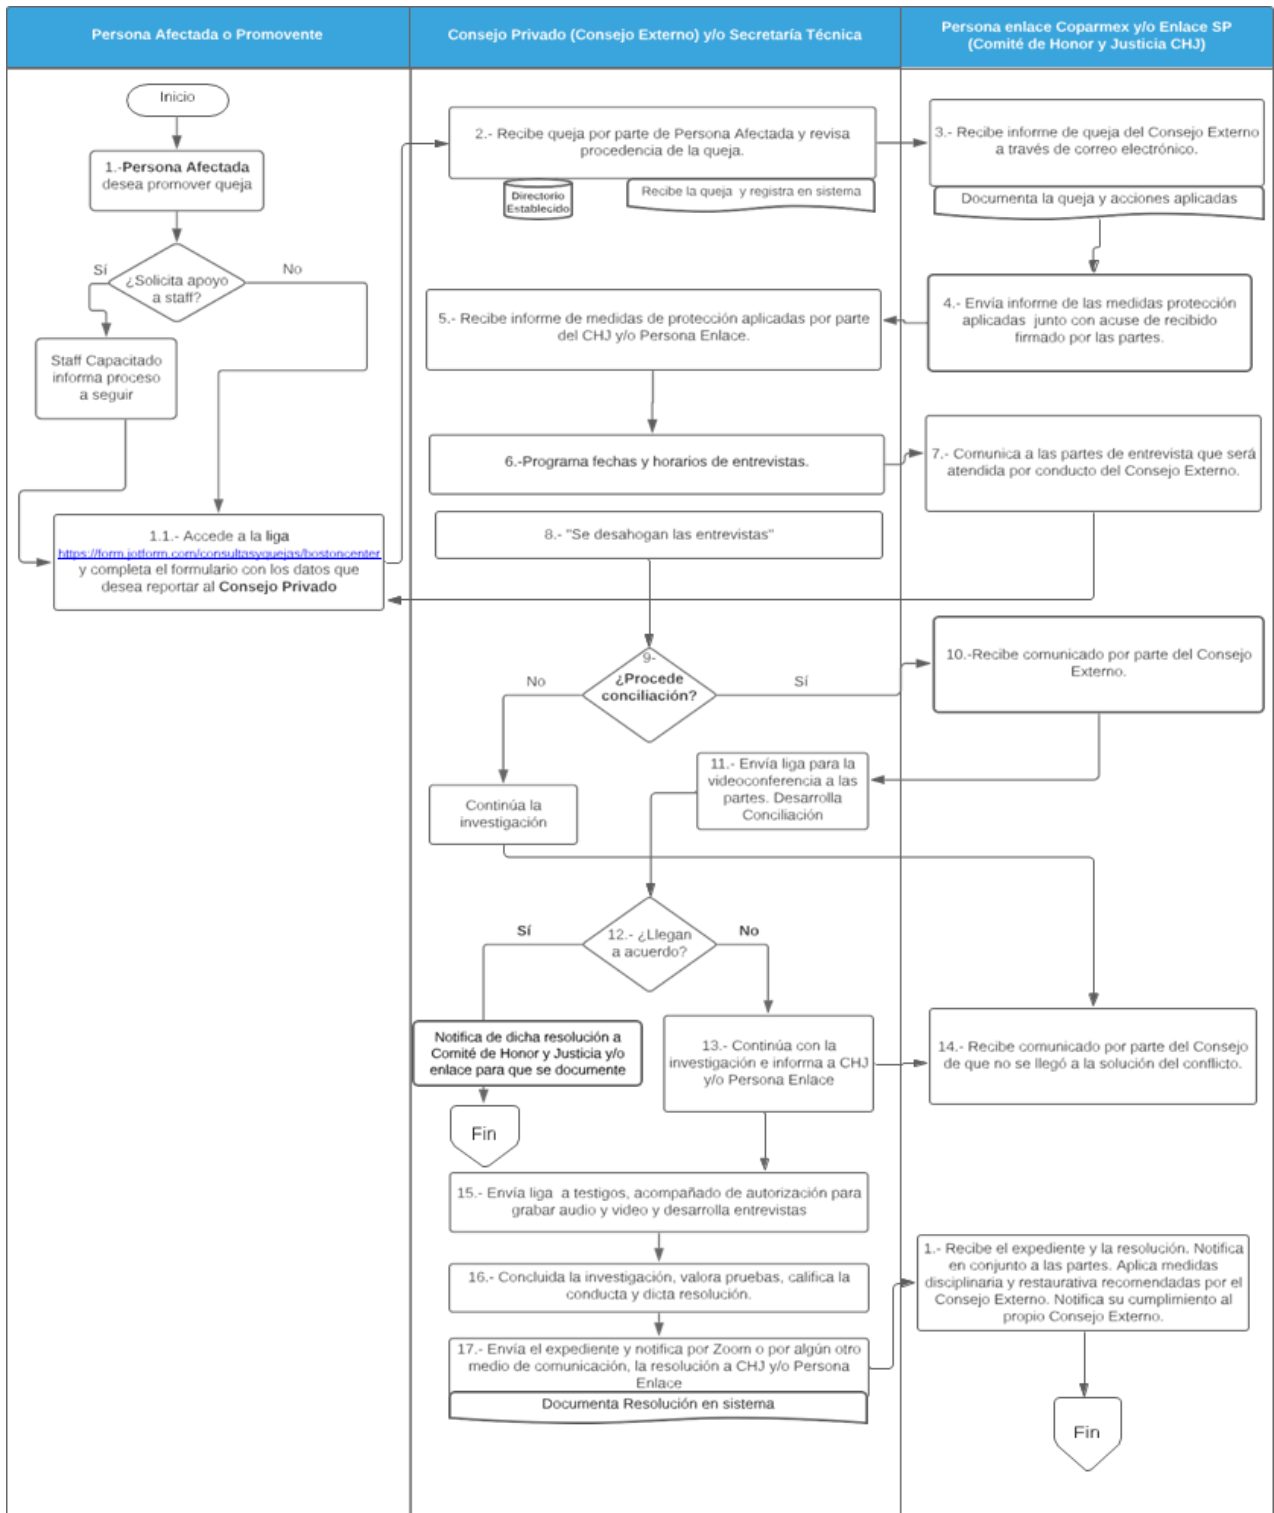 Persona Afectada o Promovente
Consejo Privado (Consejo Externo) y/o Secretaría Técnica
Persona enlace Coparmex y/o Enlace SP
(Comité de Honor y Justicia CHJ)
Inicio
1.-Persona Afectada
desea promover queja
¿Solicita apoyo
a staff?
Sí
No
Staff Capacitado
informa proceso
a seguir
1.1.- Accede a la liga
https://form.jotform.com/consultasyquejas/bostoncenter
y completa el formulario con los datos que
desea reportar al Consejo Privado
2.- Recibe queja por parte de Persona Afectada y revisa
procedencia de la queja.
Directorio
Establecido
Recibe la queja y registra en sistema
3.- Recibe informe de queja del Consejo Externo
a través de correo electrónico.
Documenta la queja y acciones aplicadas
4.- Envía informe de las medidas protección
aplicadas junto con acuse de recibido
firmado por las partes.
5.- Recibe informe de medidas de protección aplicadas por parte
del CHJ y/o Persona Enlace.
6.-Programa fechas y horarios de entrevistas.
7.- Comunica a las partes de entrevista que será
atendida por conducto del Consejo Externo.
8.- "Se desahogan las entrevistas"
9-
¿Procede
conciliación?
No
Sí
10.-Recibe comunicado por parte del Consejo
Externo.
Continúa la
investigación
11.- Envía liga para la
videoconferencia a las
partes. Desarrolla
Conciliación
12.- ¿Llegan
a acuerdo?
Sí
No
Notifica de dicha resolución a
Comité de Honor y Justicia y/o
enlace para que se documente
Fin
13.- Continúa con la
investigación e informa a CHJ
y/o Persona Enlace
14.- Recibe comunicado por parte del Consejo
de que no se llegó a la solución del conflicto.
15.- Envía liga a testigos, acompañado de autorización para
grabar audio y video y desarrolla entrevistas
16.- Concluida la investigación, valora pruebas, califica la
conducta y dicta resolución.
17.- Envía el expediente y notifica por Zoom o por algún otro
medio de comunicación, la resolución a CHJ y/o Persona
Enlace
Documenta Resolución en sistema
1.- Recibe el expediente y la resolución. Notifica
en conjunto a las partes. Aplica medidas
disciplinaria y restaurativa recomendadas por el
Consejo Externo. Notifica su cumplimiento al
propio Consejo Externo.
Fin